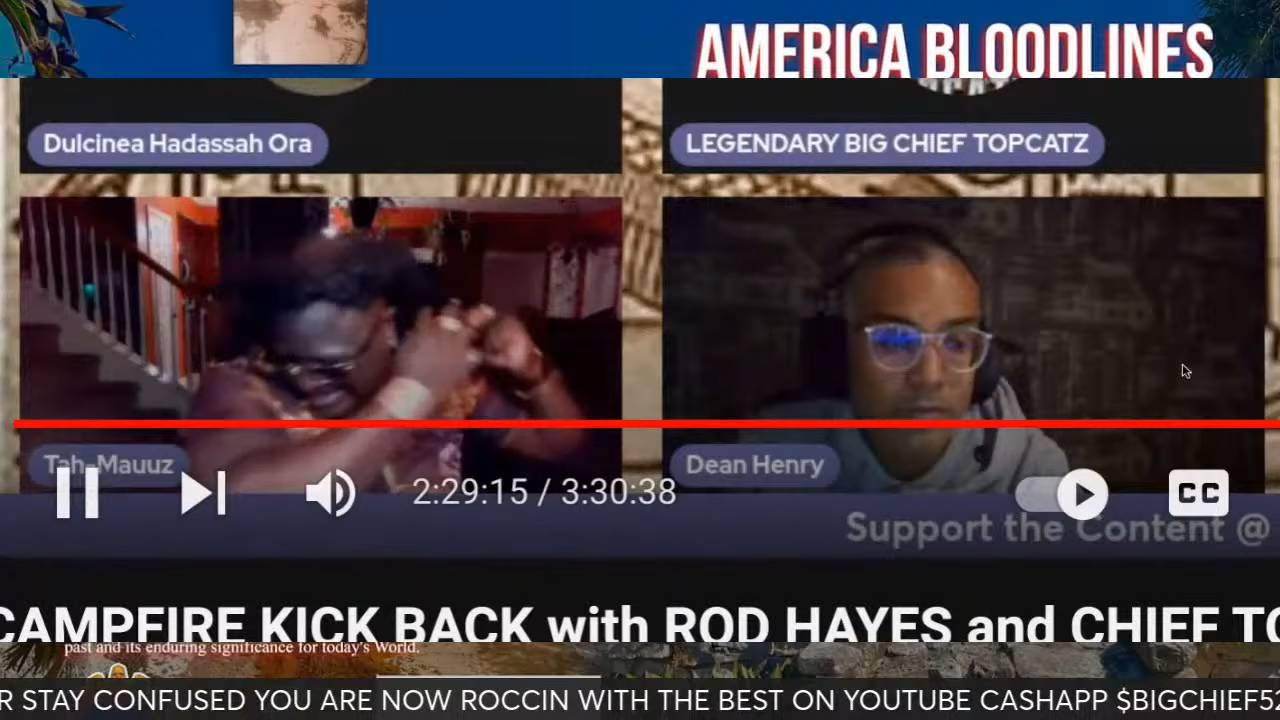 AMERICA BLOODLINES
Dulcinea Hadassah Ora
LEGENDARY BIG CHIEF TOPCATZ
Tah-Mauuz
Dean Henry
2:29:15 / 3:30:38
CC
Support the Content @
CAMPFIRE KICK BACK with ROD HAYES and CHIEF TO
past and its enduring significance for today's World.
R STAY CONFUSED YOU ARE NOW ROCCIN WITH THE BEST ON YOUTUBE CASHAPP $BIGCHIEF52